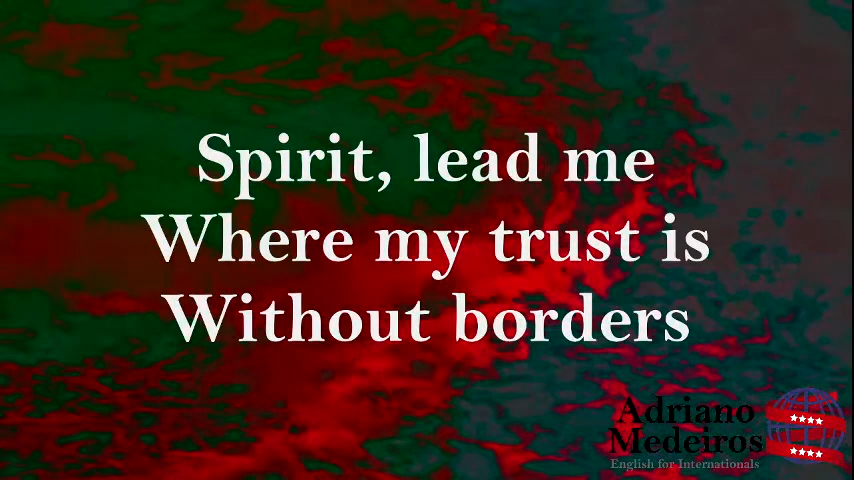 Spirit, lead me
Where my trust is
Without borders
Adriano
Medeiros
English for Internationals